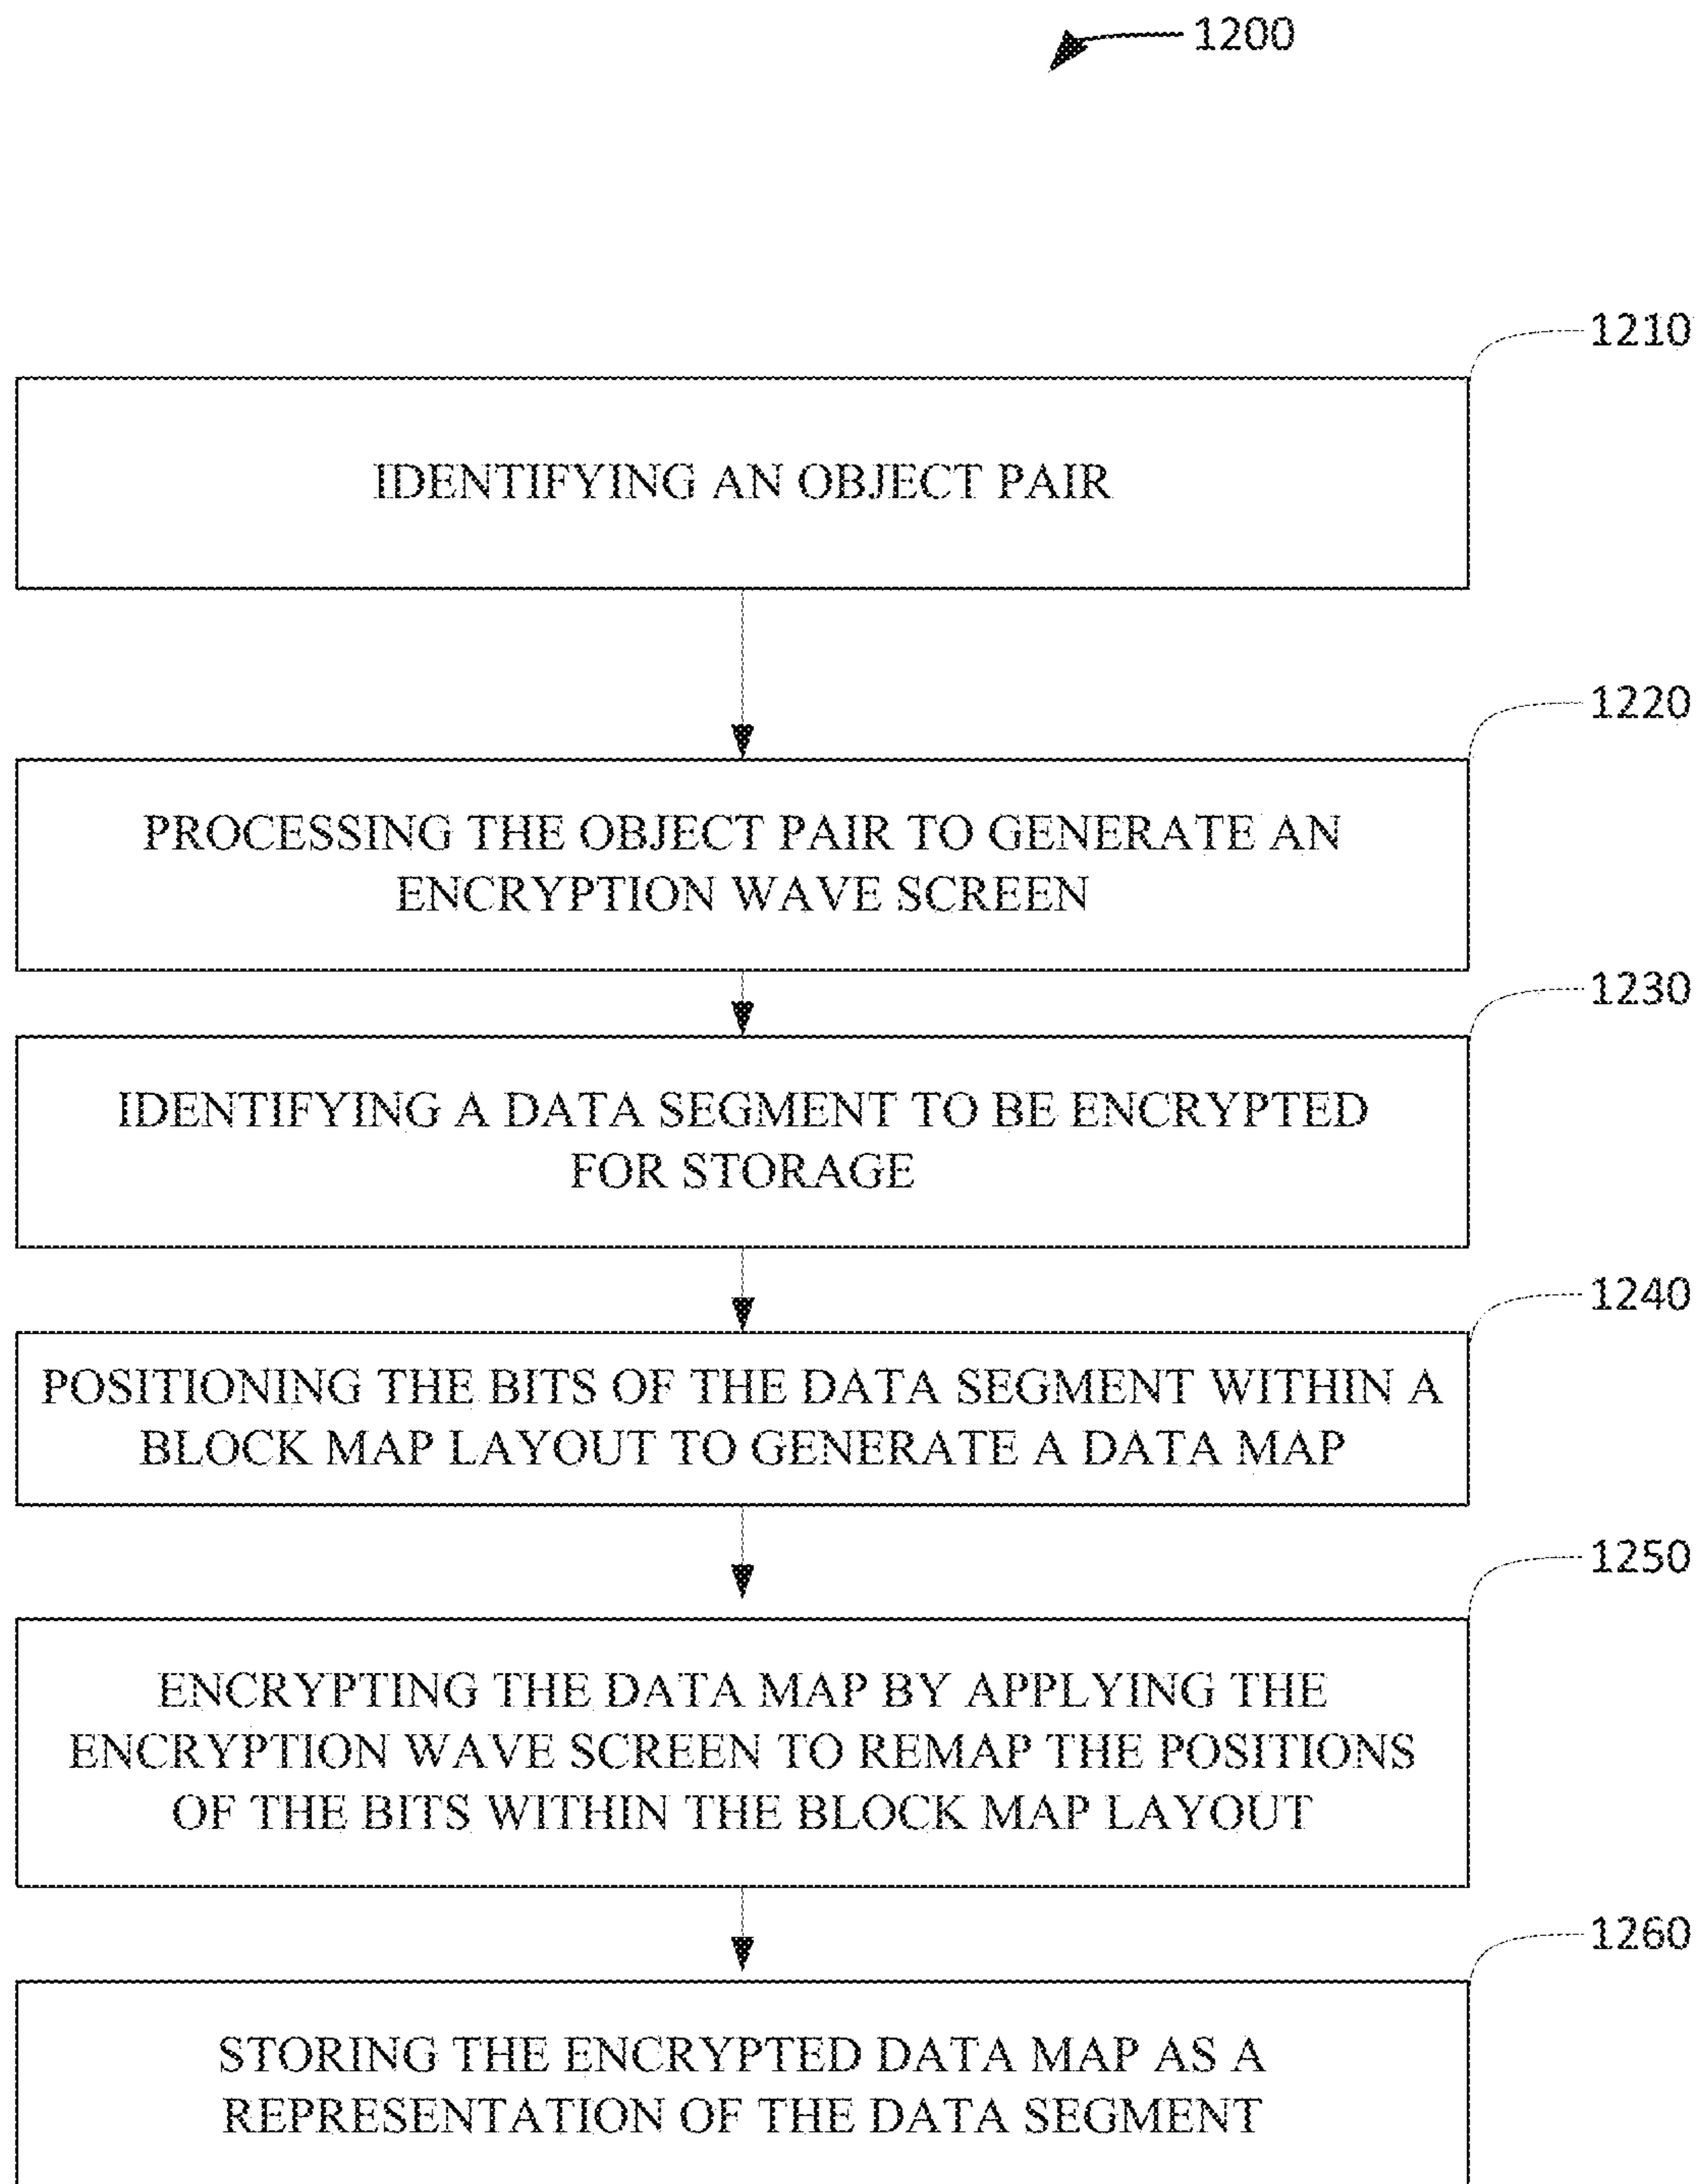 1200
1210
IDENTIFYING AN OBJECT PAIR
1220
PROCESSING THE OBJECT PAIR TO GENERATE AN
ENCRYPTION WAVE SCREEN
1230
IDENTIFYING A DATA SEGMENT TO BE ENCRYPTED
FOR STORAGE
1240
POSITIONING THE BITS OF THE DATA SEGMENT WITHIN A
BLOCK MAP LAYOUT TO GENERATE A DATA MAP
1250
ENCRYPTING THE DATA MAP BY APPLYING THE
ENCRYPTION WAVE SCREEN TO REMAP THE POSITIONS
OF THE BITS WITHIN THE BLOCK MAP LAYOUT
1260
STORING THE ENCRYPTED DATA MAP AS A
REPRESENTATION OF THE DATA SEGMENT